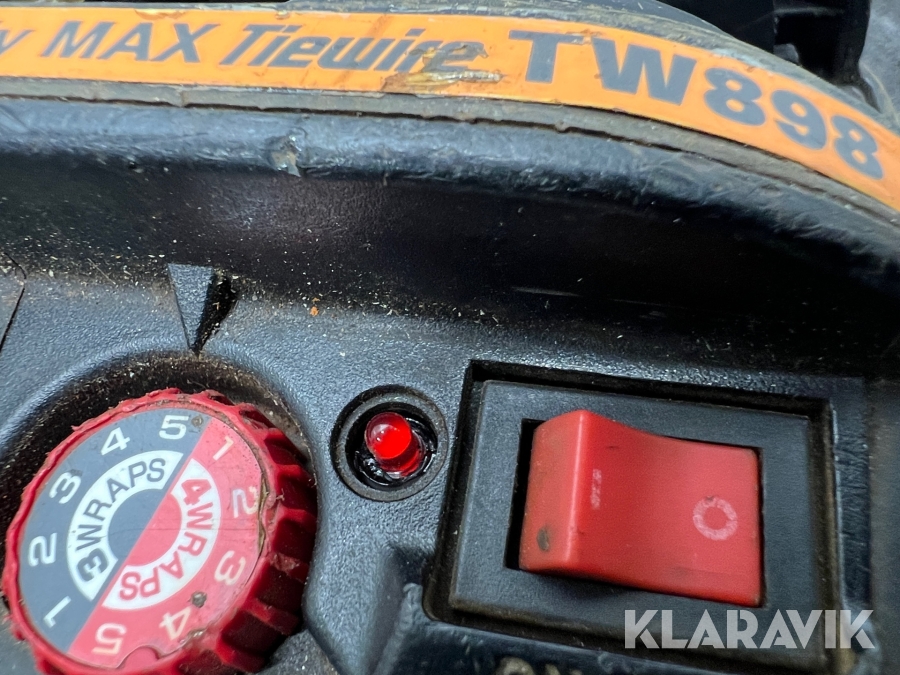 y MAX Tiewire TW898
1 2 3 4 5
3WRAPS
1 2 3 4 5
4WRAPS
KLARAVIK